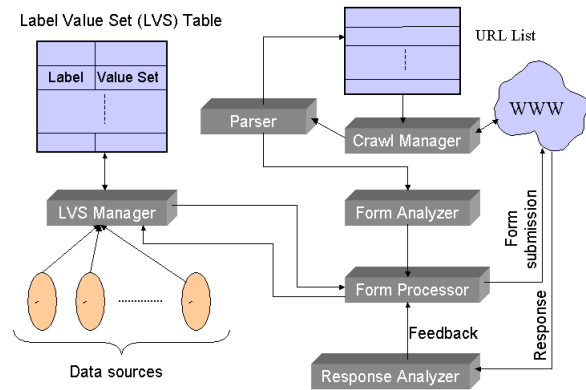 Label Value Set (LVS) Table
URL List
Label
Value Set
WWW
Parser
Crawl Manager
LVS Manager
Form Analyzer
Form
submission
Form Processor
Response
Feedback
Data sources
Response Analyzer